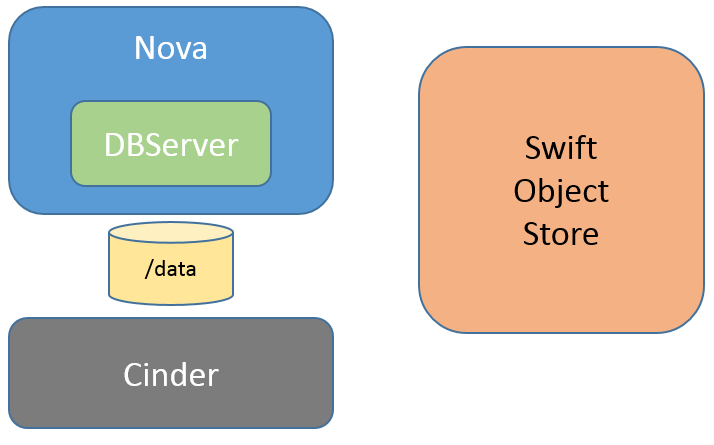 Nova
DBServer
/data
Cinder
Swift
Object
Store